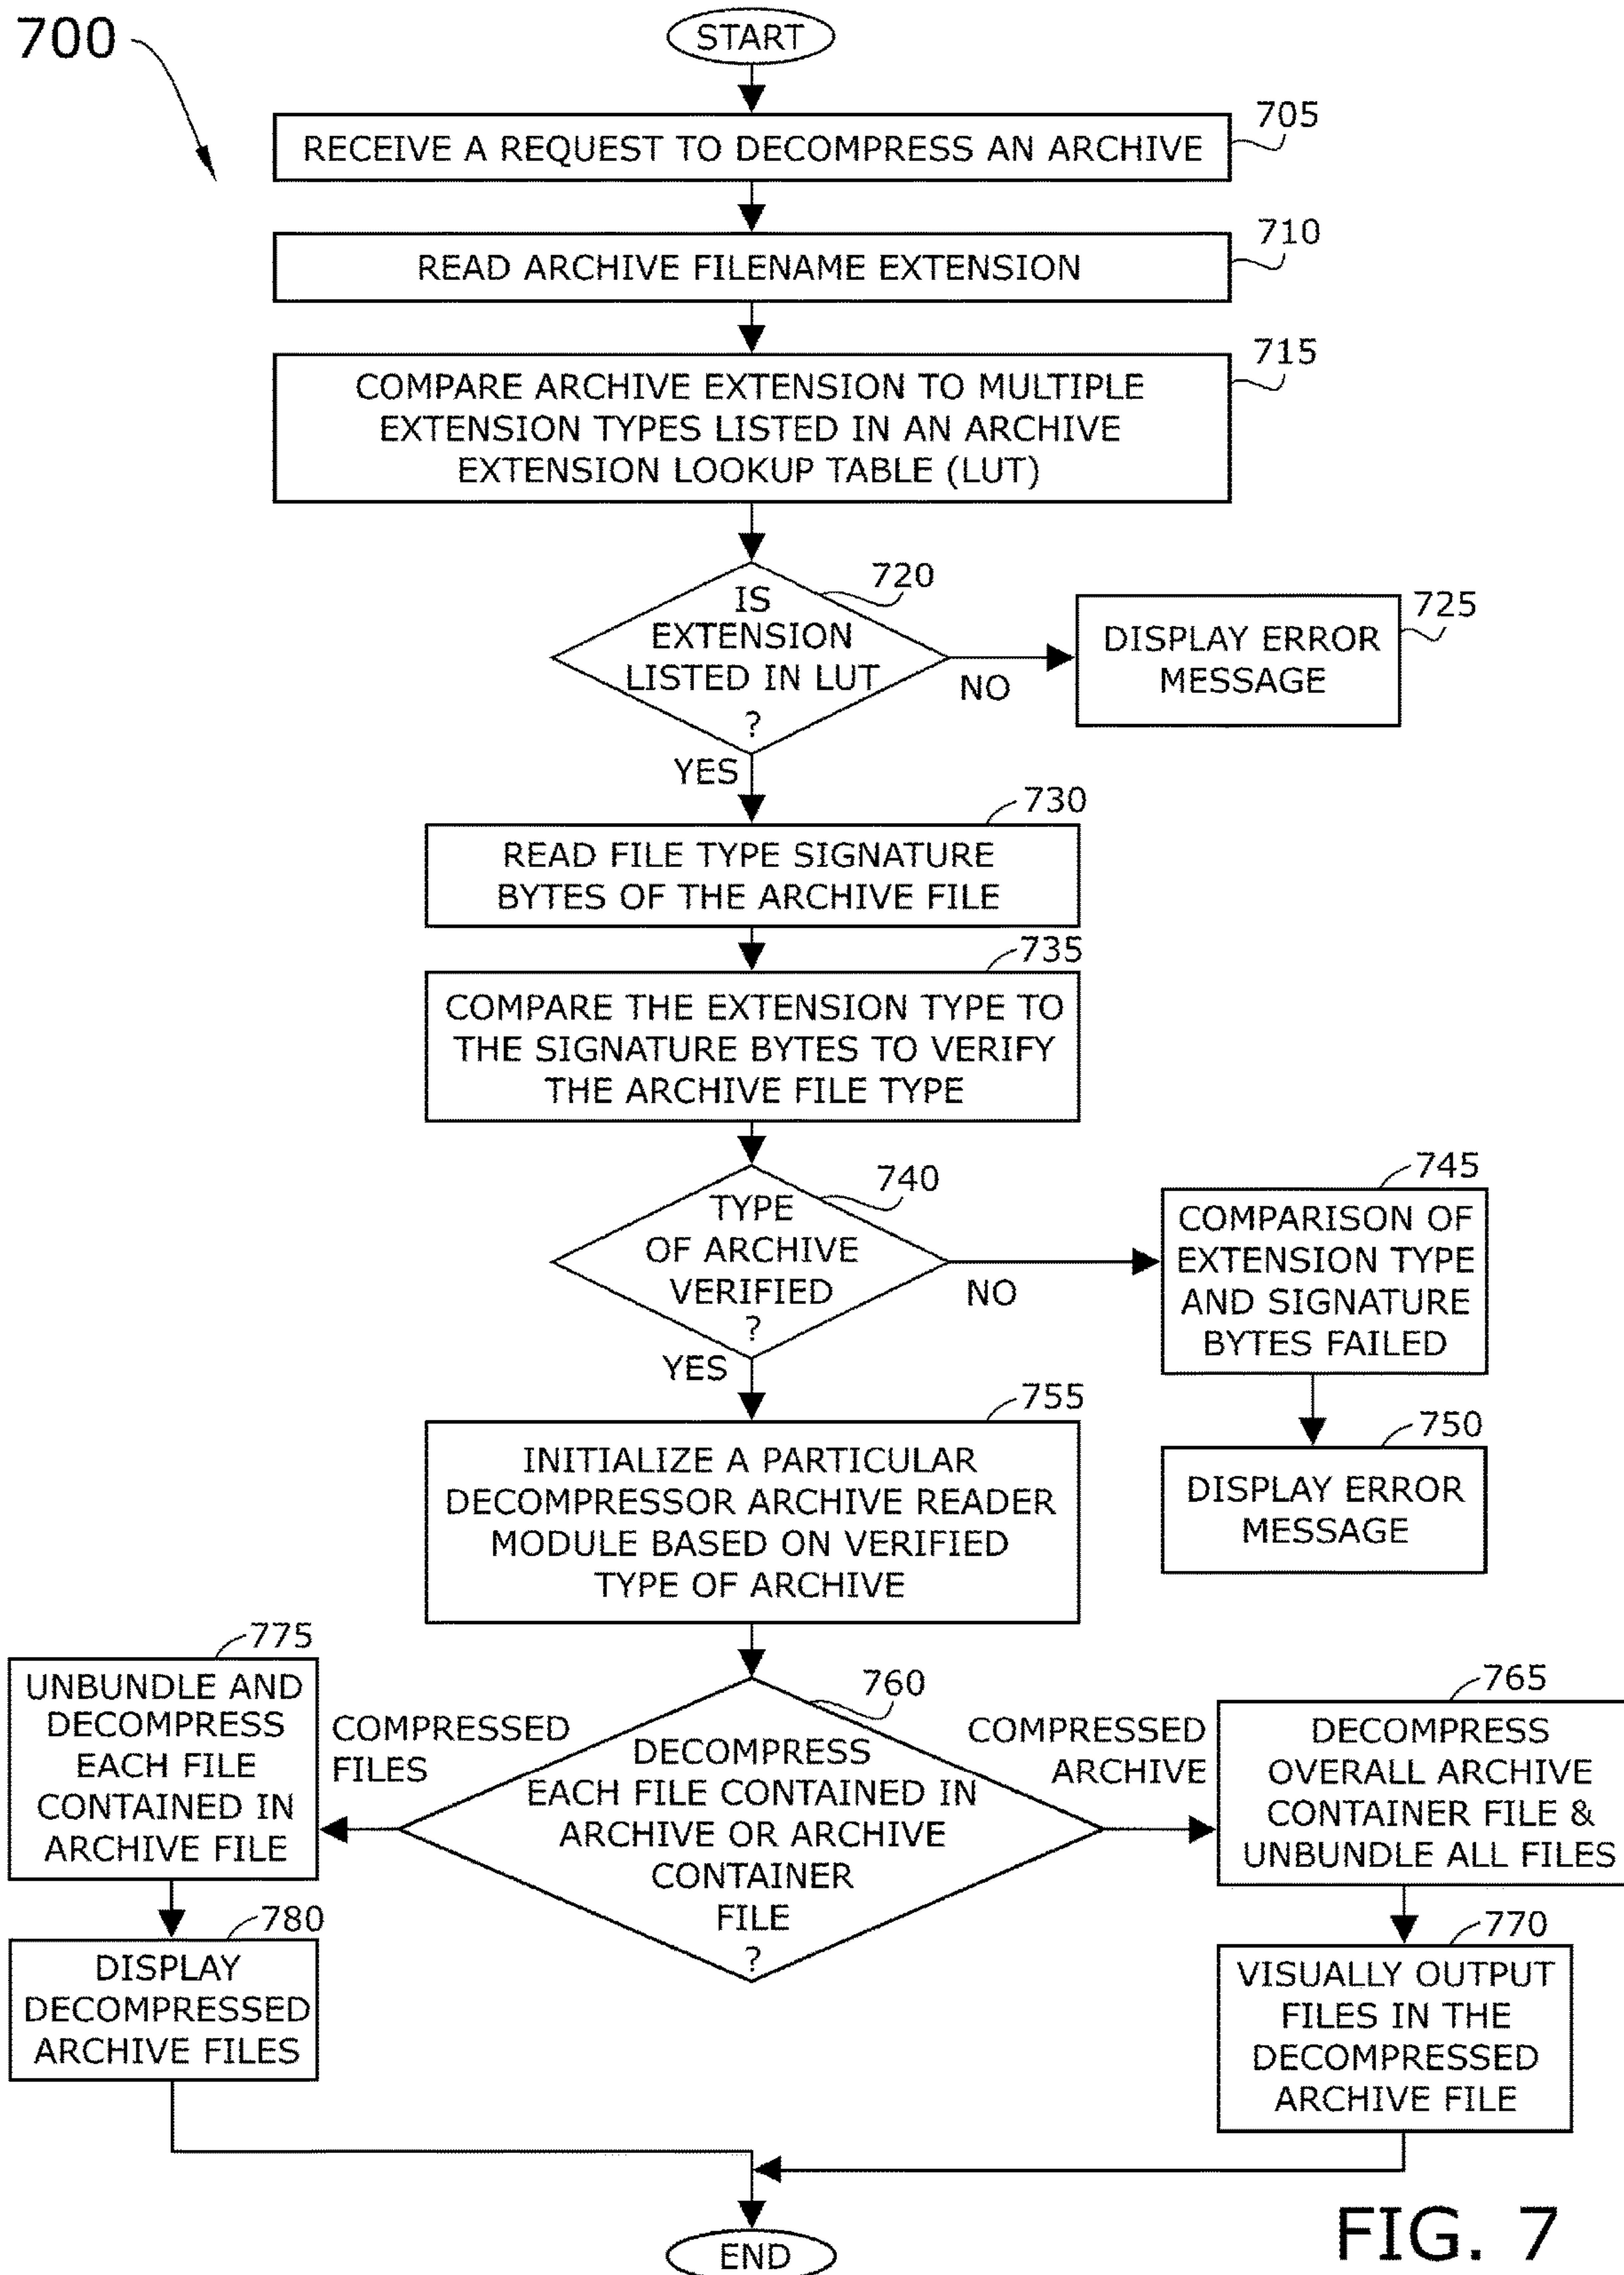 700
START
705
RECEIVE A REQUEST TO DECOMPRESS AN ARCHIVE
710
READ ARCHIVE FILENAME EXTENSION
715
COMPARE ARCHIVE EXTENSION TO MULTIPLE
EXTENSION TYPES LISTED IN AN ARCHIVE
EXTENSION LOOKUP TABLE (LUT)
720
IS
EXTENSION
LISTED IN LUT
?
NO
725
DISPLAY ERROR
MESSAGE
YES
730
READ FILE TYPE SIGNATURE
BYTES OF THE ARCHIVE FILE
735
COMPARE THE EXTENSION TYPE TO
THE SIGNATURE BYTES TO VERIFY
THE ARCHIVE FILE TYPE
740
TYPE
OF ARCHIVE
VERIFIED
?
NO
745
COMPARISON OF
EXTENSION TYPE
AND SIGNATURE
BYTES FAILED
750
DISPLAY ERROR
MESSAGE
YES
755
INITIALIZE A PARTICULAR
DECOMPRESSOR ARCHIVE READER
MODULE BASED ON VERIFIED
TYPE OF ARCHIVE
760
DECOMPRESS
EACH FILE CONTAINED IN
ARCHIVE OR ARCHIVE
CONTAINER
FILE
?
COMPRESSED
FILES
775
UNBUNDLE AND
DECOMPRESS
EACH FILE
CONTAINED IN
ARCHIVE FILE
780
DISPLAY
DECOMPRESSED
ARCHIVE FILES
COMPRESSED
ARCHIVE
765
DECOMPRESS
OVERALL ARCHIVE
CONTAINER FILE &
UNBUNDLE ALL FILES
770
VISUALLY OUTPUT
FILES IN THE
DECOMPRESSED
ARCHIVE FILE
END
FIG. 7